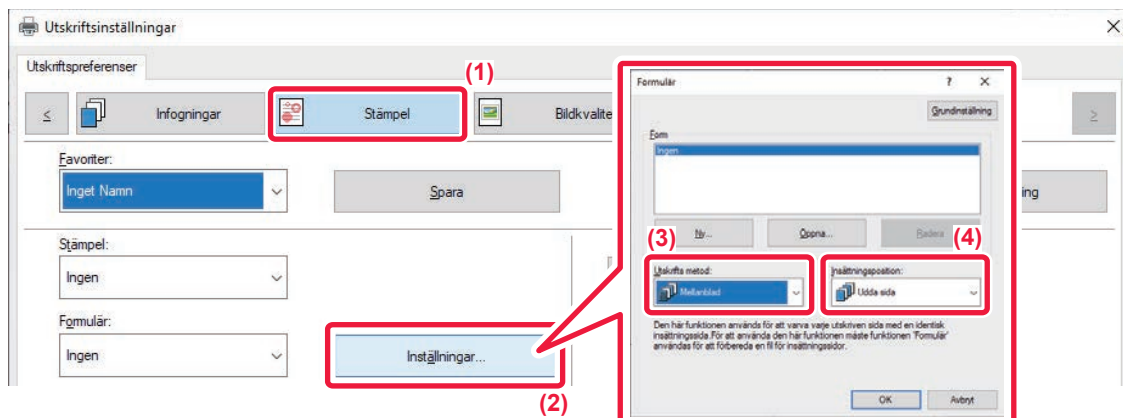 Utskriftsinställningar
Utskriftspreferenser
(1)
<
Infogningar
Stämpel
Bildkvalite
>
Favoriter:
Inget Namn
Spara
ng
Stämpel:
Ingen
Formulär:
Ingen
Inställningar...
(2)
Formulär
?
Grundinställning
Form
Ingen
Ny...
Öppna...
Radera
(3)
(4)
Utskrifts metod:
Insättningsposition:
Mellanblad
Udda sida
Den här funktionen används för att varva varje utskriven sida med en identisk
insättningssida.För att använda den här funktionen måste funktionen 'Formulär'
användas för att förbereda en fil för insättningssidor.
OK
Avbryt